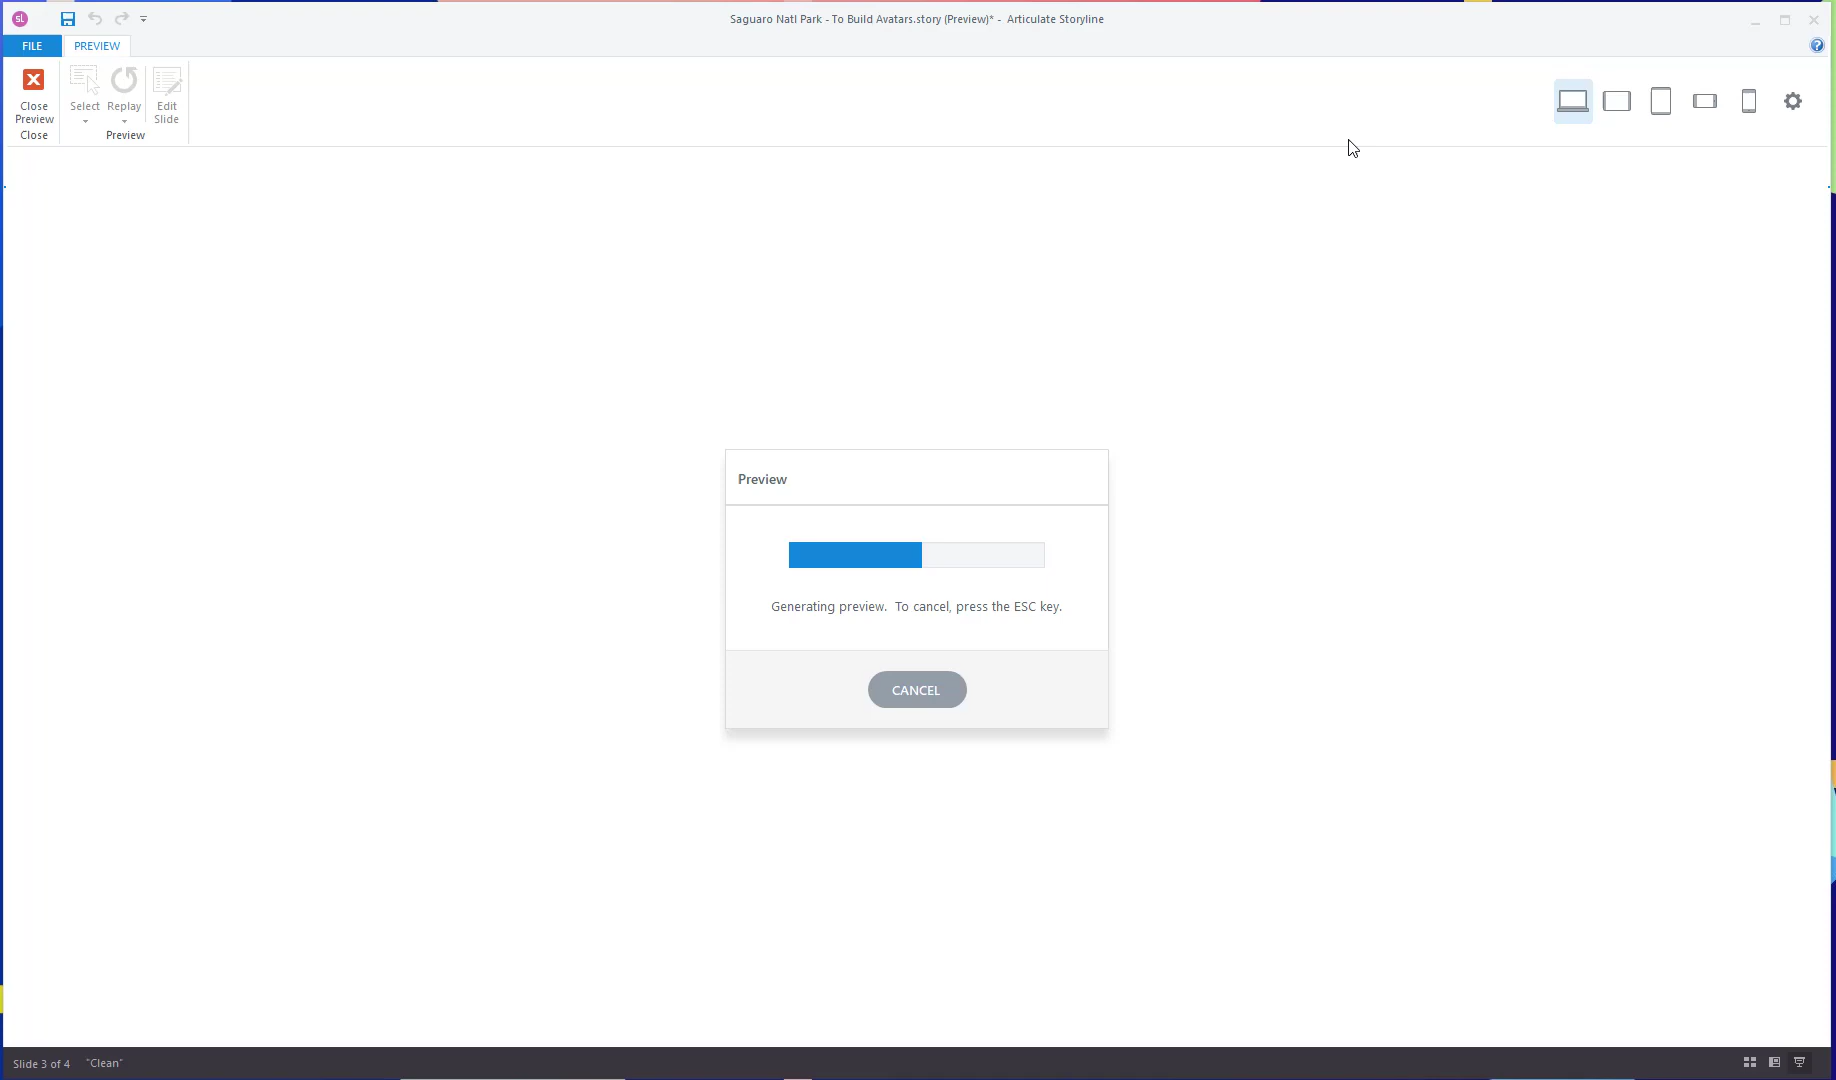 sl
Saguaro Natl Park - To Build Avatars.story (Preview)* - Articulate Storyline
FILE
PREVIEW
?
Close Preview
Select
Replay
Edit Slide
Close
Preview
Preview
Generating preview. To cancel, press the ESC key.
CANCEL
Slide 3 of 4
"Clean"